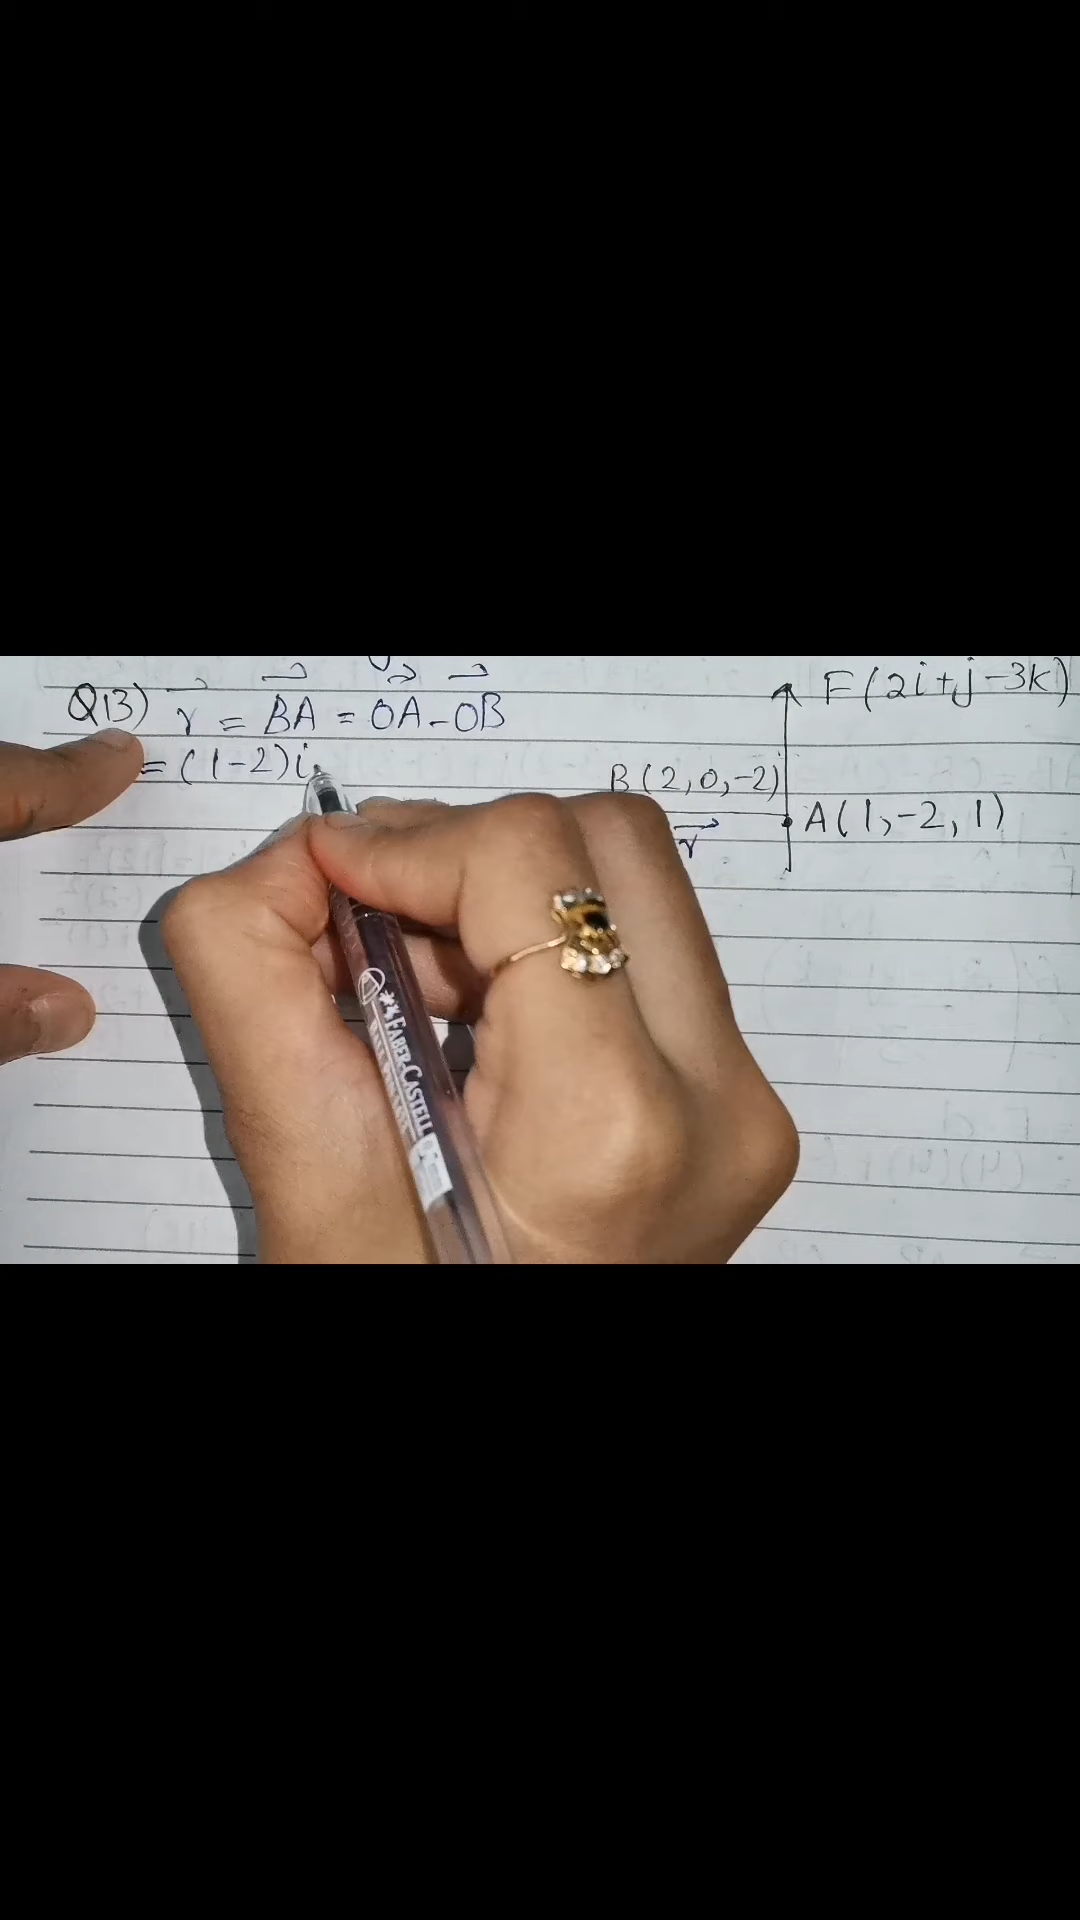 Q13) r = BA = OA - OB
= (1-2)i
F(2i+j-3k)
B(2,0,-2)
A(1,-2,1)
r
FABER-CASTELL